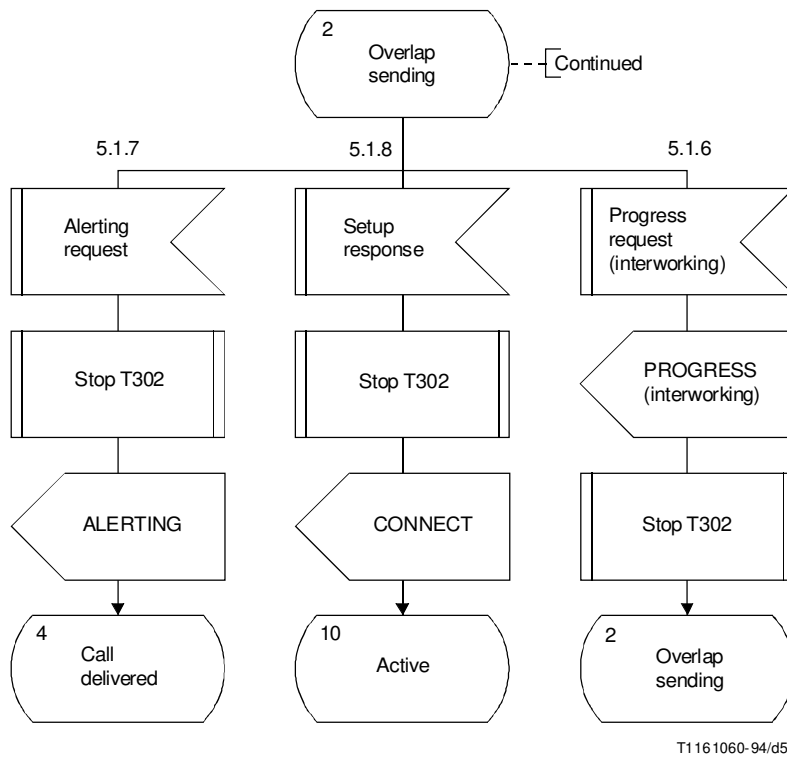 2
Overlap
sending
Continued
5.1.7
5.1.8
5.1.6
Alerting
request
Setup
response
Progress
request
(interworking)
Stop T302
Stop T302
PROGRESS
(interworking)
ALERTING
CONNECT
Stop T302
4
Call
delivered
10
Active
2
Overlap
sending
T1161060-94/d5